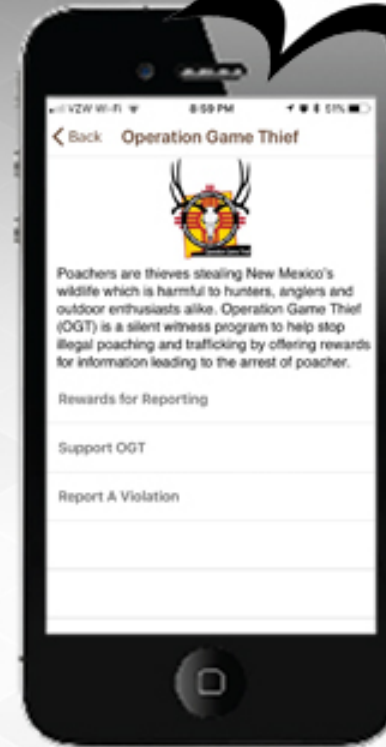 VZW Wi-Fi 8:59 PM 51%
Back Operation Game Thief
Poachers are thieves stealing New Mexico's
wildlife which is harmful to hunters, anglers and
outdoor enthusiasts alike. Operation Game Thief
(OGT) is a silent witness program to help stop
illegal poaching and trafficking by offering rewards
for information leading to the arrest of poacher.
Rewards for Reporting
Support OGT
Report A Violation